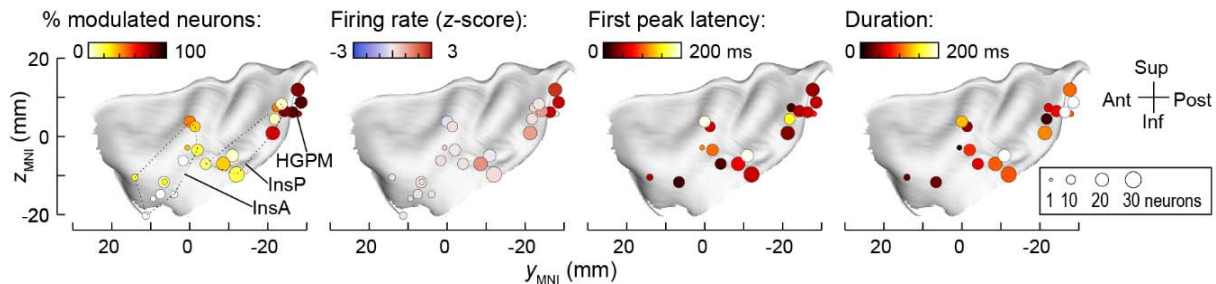 % modulated neurons:
0 100
Firing rate (z-score)
-3 3
First peak latency:
0 200 ms
Duration:
0 200 ms
20
0
-20
z MNI (mm)
HGPM
InsP
InsA
Sup
Ant Post
Inf
1 10 20 30 neurons
20 0 -20 20 0 -20 20 0 -20 20 0 -20
y MNI (mm)